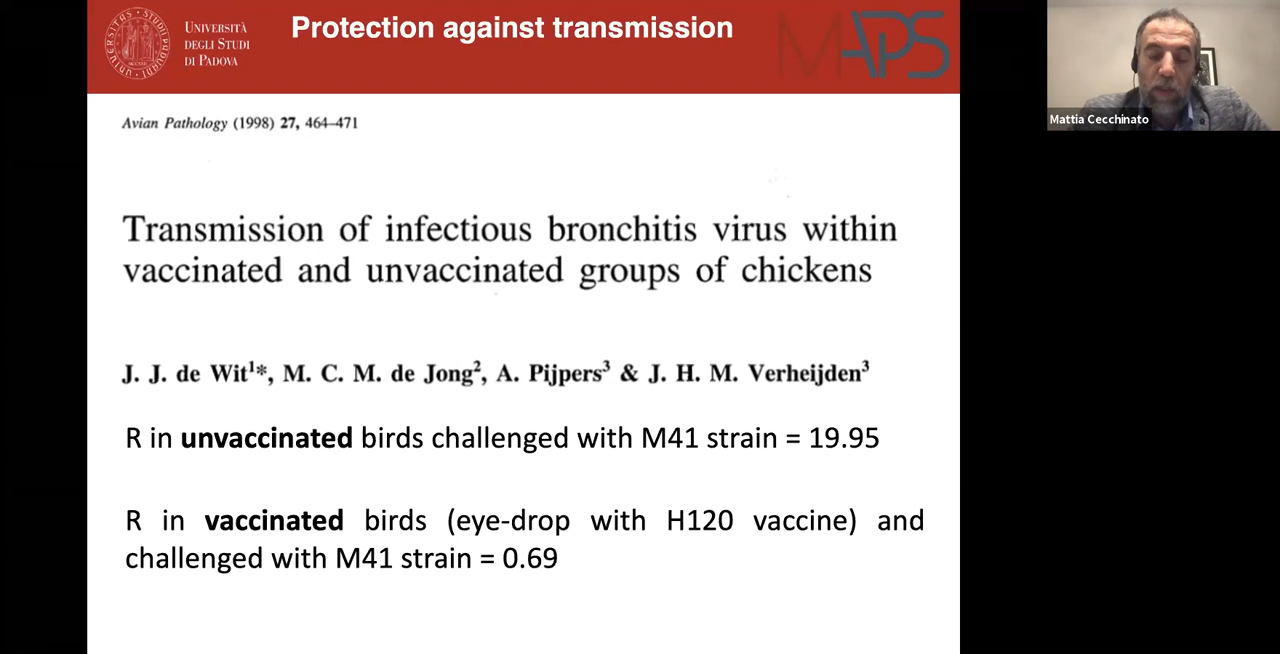 UNIVERSITÀ
DEGLI STUDI
DI PADOVA
Protection against transmission
MAPS
Mattia Cecchinato
Avian Pathology (1998) 27, 464–471
Transmission of infectious bronchitis virus within
vaccinated and unvaccinated groups of chickens
J. J. de Wit¹*, M. C. M. de Jong², A. Pijpers³ & J. H. M. Verheijden³
R in unvaccinated birds challenged with M41 strain = 19.95
R in vaccinated birds (eye-drop with H120 vaccine) and
challenged with M41 strain = 0.69